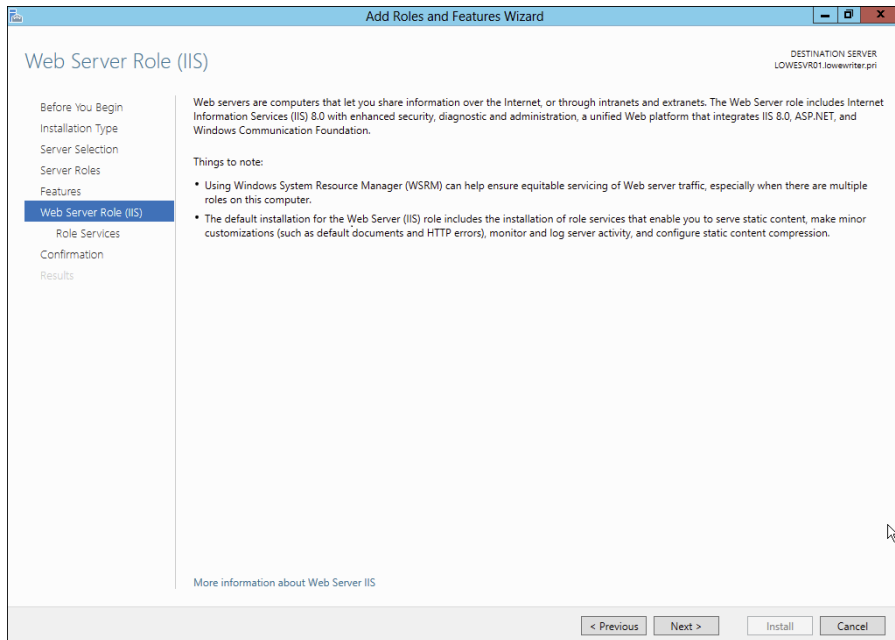 Add Roles and Features Wizard
Web Server Role (IIS)
DESTINATION SERVER
LOWESVR01.lowewriter.pri
Before You Begin
Installation Type
Server Selection
Server Roles
Features
Web Server Role (IIS)
Role Services
Confirmation
Results
Web servers are computers that let you share information over the Internet, or through intranets and extranets. The Web Server role includes Internet
Information Services (IIS) 8.0 with enhanced security, diagnostic and administration, a unified Web platform that integrates IIS 8.0, ASP.NET, and
Windows Communication Foundation.
Things to note:
• Using Windows System Resource Manager (WSRM) can help ensure equitable servicing of Web server traffic, especially when there are multiple
roles on this computer.
• The default installation for the Web Server (IIS) role includes the installation of role services that enable you to serve static content, make minor
customizations (such as default documents and HTTP errors), monitor and log server activity, and configure static content compression.
More information about Web Server IIS
< Previous
Next >
Install
Cancel